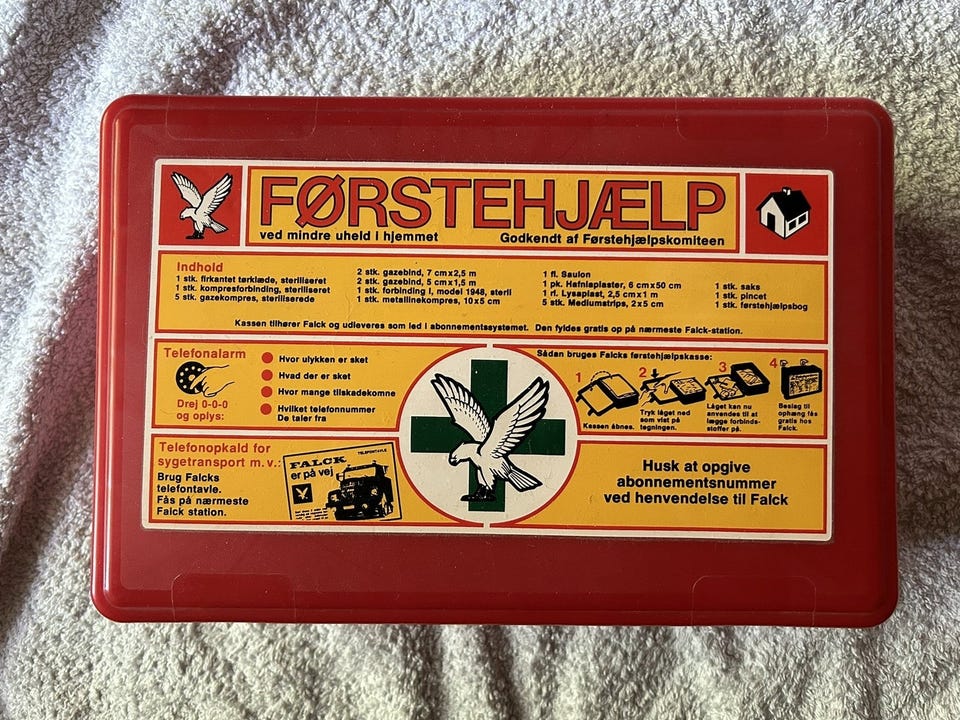 FØRSTEHJÆLP
ved mindre uheld i hjemmet
Godkendt af Førstehjælpskomiteen
Indhold
1 stk. firkantet tørklæde, steriliseret
1 stk. kompresforbinding, steriliseret
5 stk. gazekompres, steriliserede
2 stk. gazebind, 7 cm x 2,5 m
2 stk. gazebind, 5 cm x 1,5 m
1 stk. forbinding I, model 1948, steril
1 stk. metallinekompres, 10 x 5 cm
1 fl. Saulon
1 pk. Hafniaplaster, 6 cm x 50 cm
1 rl. Lysaplast, 2,5 cm x 1 m
5 stk. Mediumstrips, 2 x 5 cm
1 stk. saks
1 stk. pincet
1 stk. førstehjælpsbog
Kassen tilhører Falck og udleveres som led i abonnementssystemet. Den fyldes gratis op på nærmeste Falck-station.
Telefonalarm
Drej 0-0-0
og oplys:
Hvor ulykken er sket
Hvad der er sket
Hvor mange tilskadekomne
Hvilket telefonnummer
De taler fra
Sådan bruges Falcks førstehjælpskasse:
1
Kassen åbnes.
2
Tryk låget ned
som vist på
tegningen.
3
Låget kan nu
anvendes til at
lægge forbinds-
stoffer på.
4
Beslag til
ophæng fås
gratis hos
Falck.
Telefonopkald for
sygetransport m.v.:
Brug Falcks
telefontavle.
Fås på nærmeste
Falck station.
TELEFONTAVLE
FALCK
er på vej
Husk at opgive
abonnementsnummer
ved henvendelse til Falck